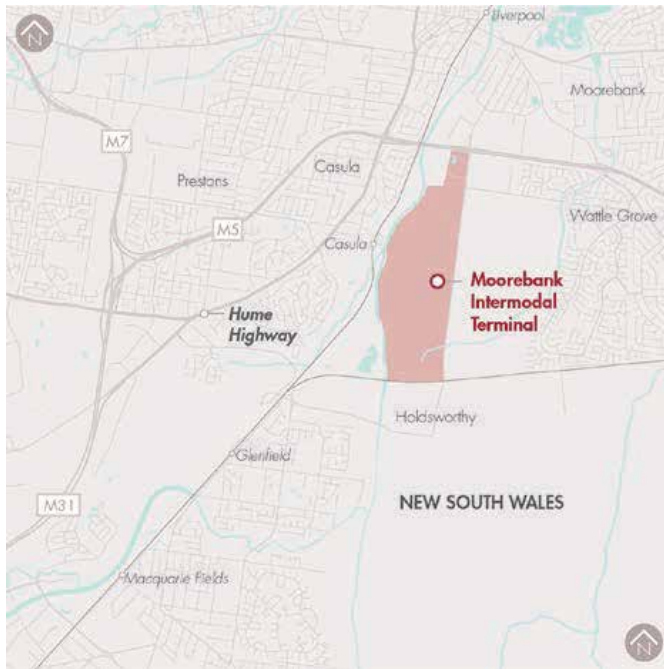 N
Liverpool
Moorebank
M7
Casula
Prestons
Wattle Grove
M5
Casula
Moorebank
Intermodal
Terminal
Hume
Highway
Holdsworthy
Glenfield
NEW SOUTH WALES
M31
Macquarie Fields
N